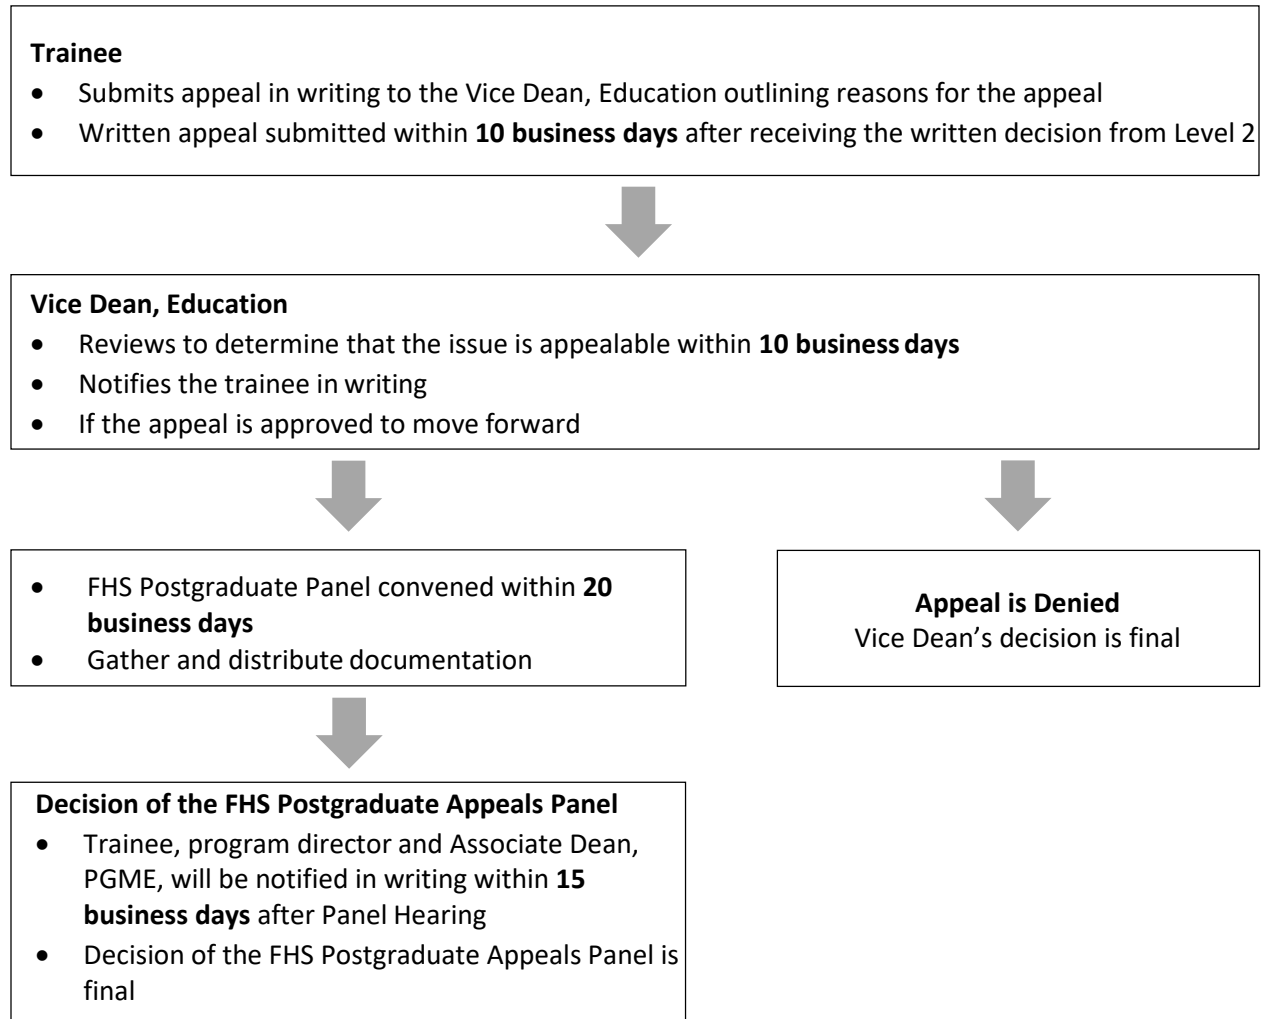 Trainee
• Submits appeal in writing to the Vice Dean, Education outlining reasons for the appeal
• Written appeal submitted within 10 business days after receiving the written decision from Level 2
Vice Dean, Education
• Reviews to determine that the issue is appealable within 10 business days
• Notifies the trainee in writing
• If the appeal is approved to move forward
• FHS Postgraduate Panel convened within 20
business days
• Gather and distribute documentation
Appeal is Denied
Vice Dean’s decision is final
Decision of the FHS Postgraduate Appeals Panel
• Trainee, program director and Associate Dean,
PGME, will be notified in writing within 15
business days after Panel Hearing
• Decision of the FHS Postgraduate Appeals Panel is
final